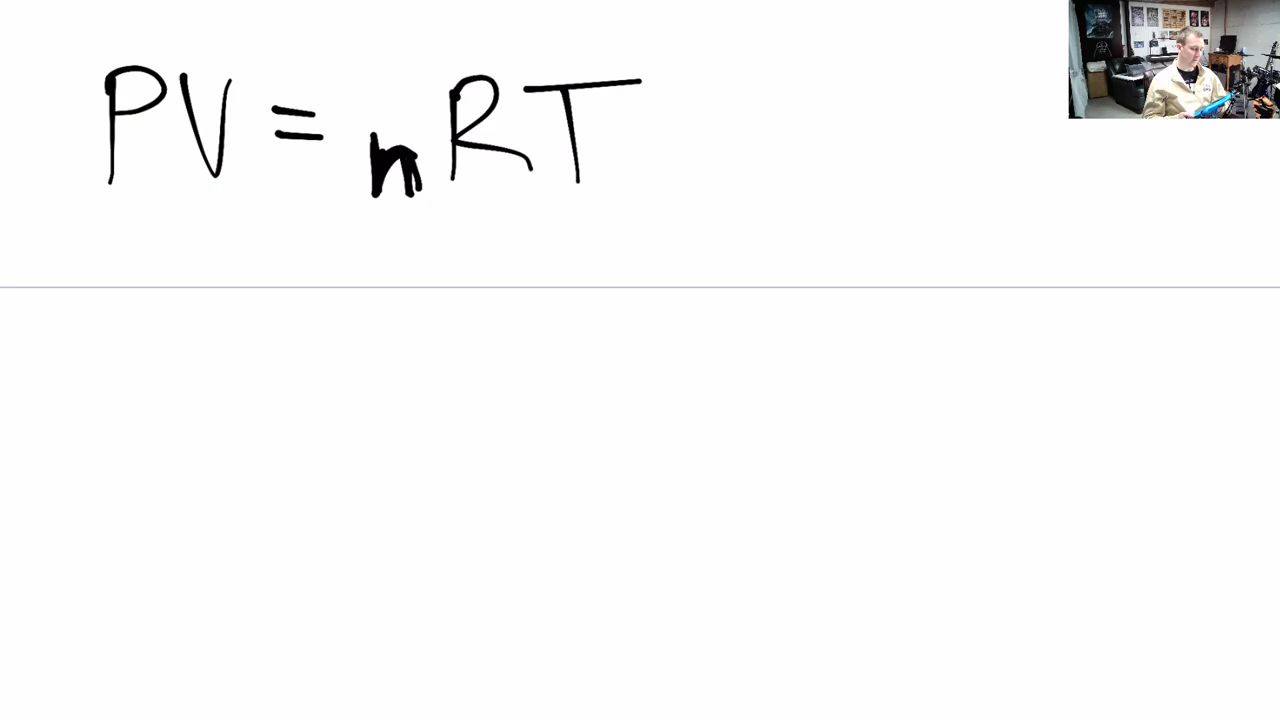 PV = nRT